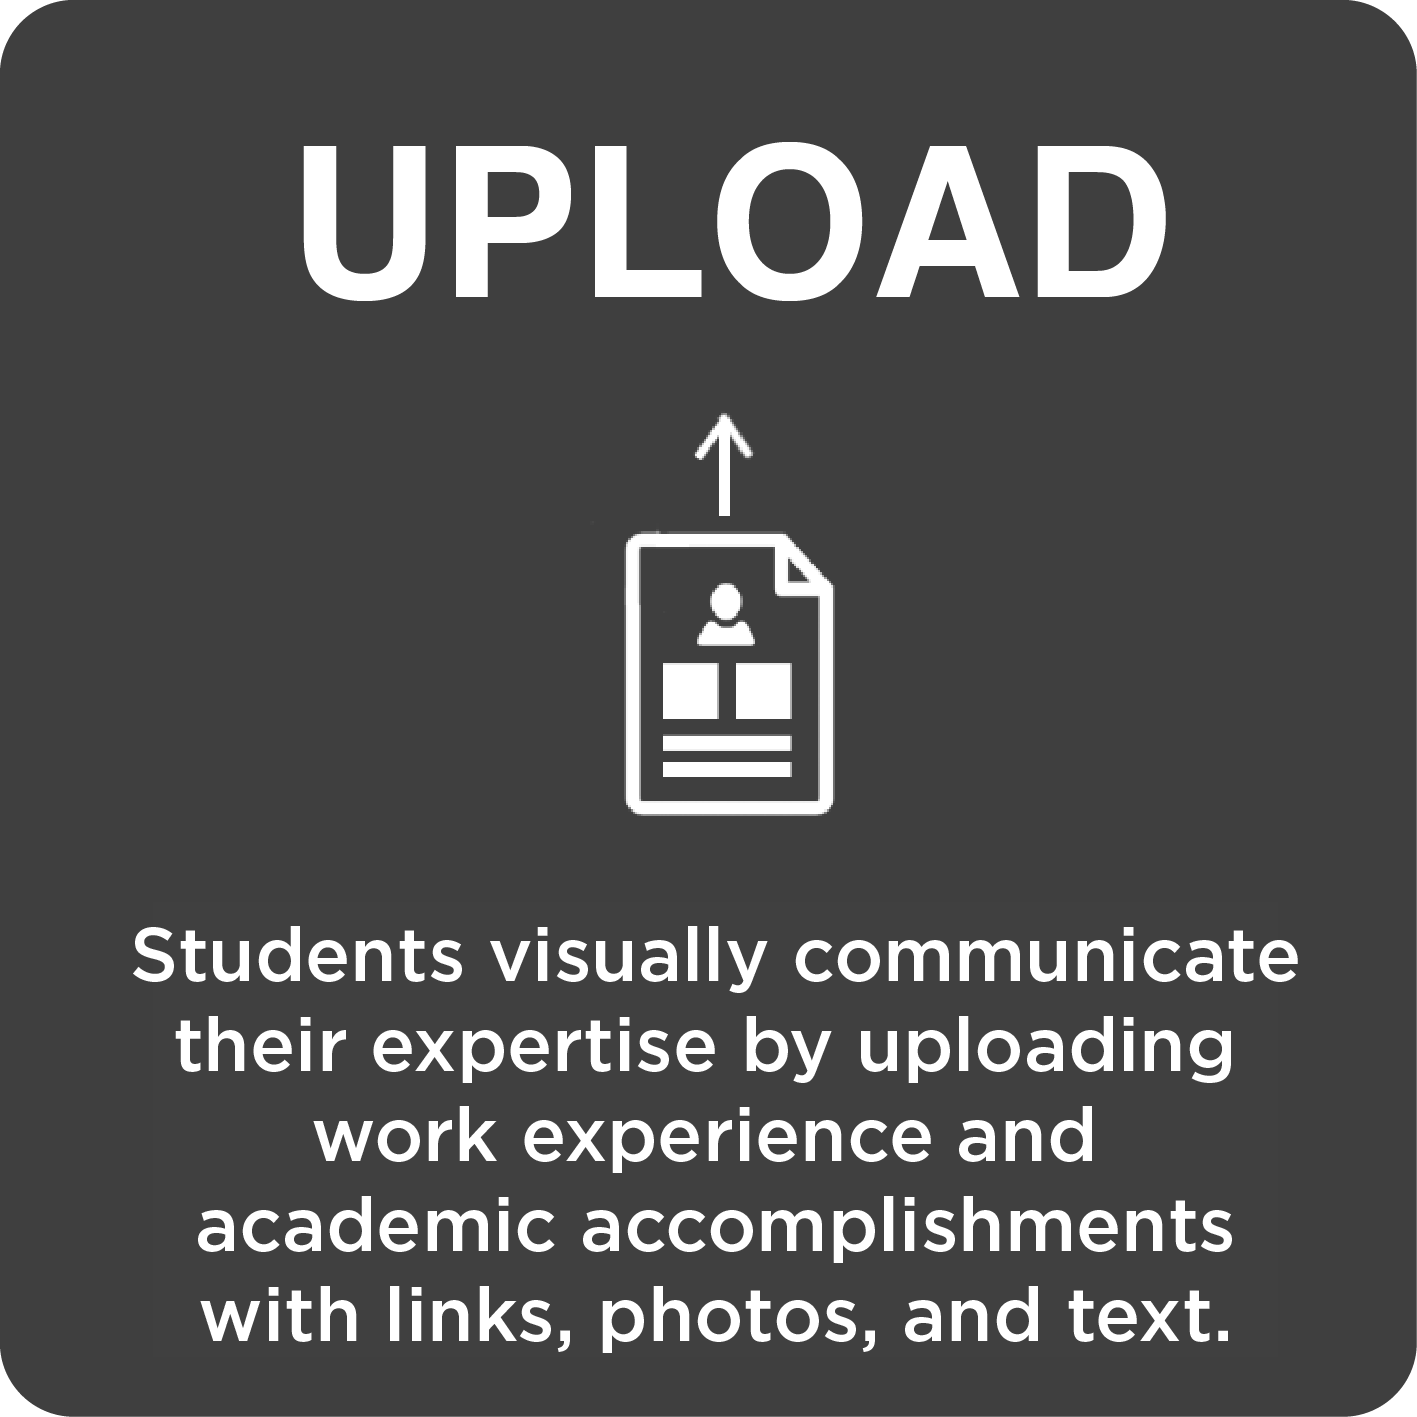 UPLOAD
Students visually communicate
their expertise by uploading
work experience and
academic accomplishments
with links, photos, and text.